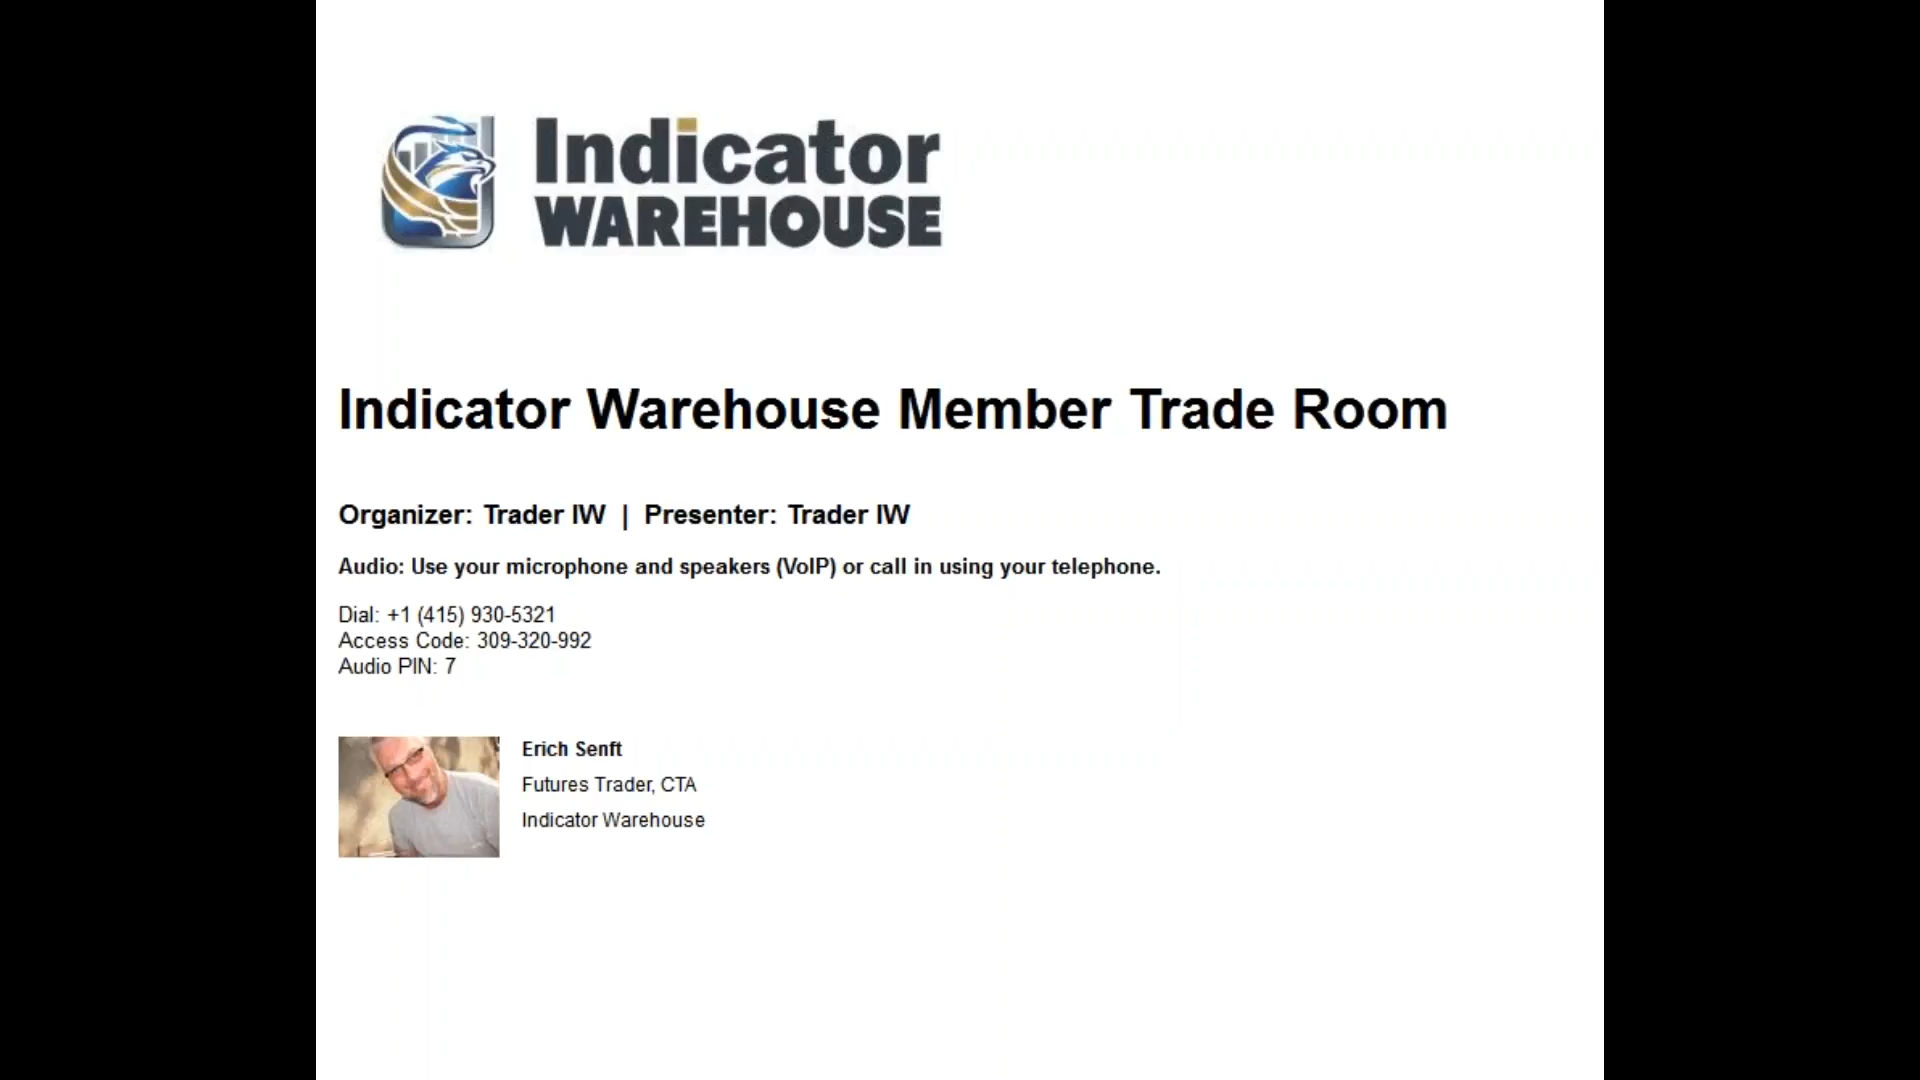 Indicator
WAREHOUSE
Indicator Warehouse Member Trade Room
Organizer: Trader IW | Presenter: Trader IW
Audio: Use your microphone and speakers (VoIP) or call in using your telephone.
Dial: +1 (415) 930-5321
Access Code: 309-320-992
Audio PIN: 7
Erich Senft
Futures Trader, CTA
Indicator Warehouse